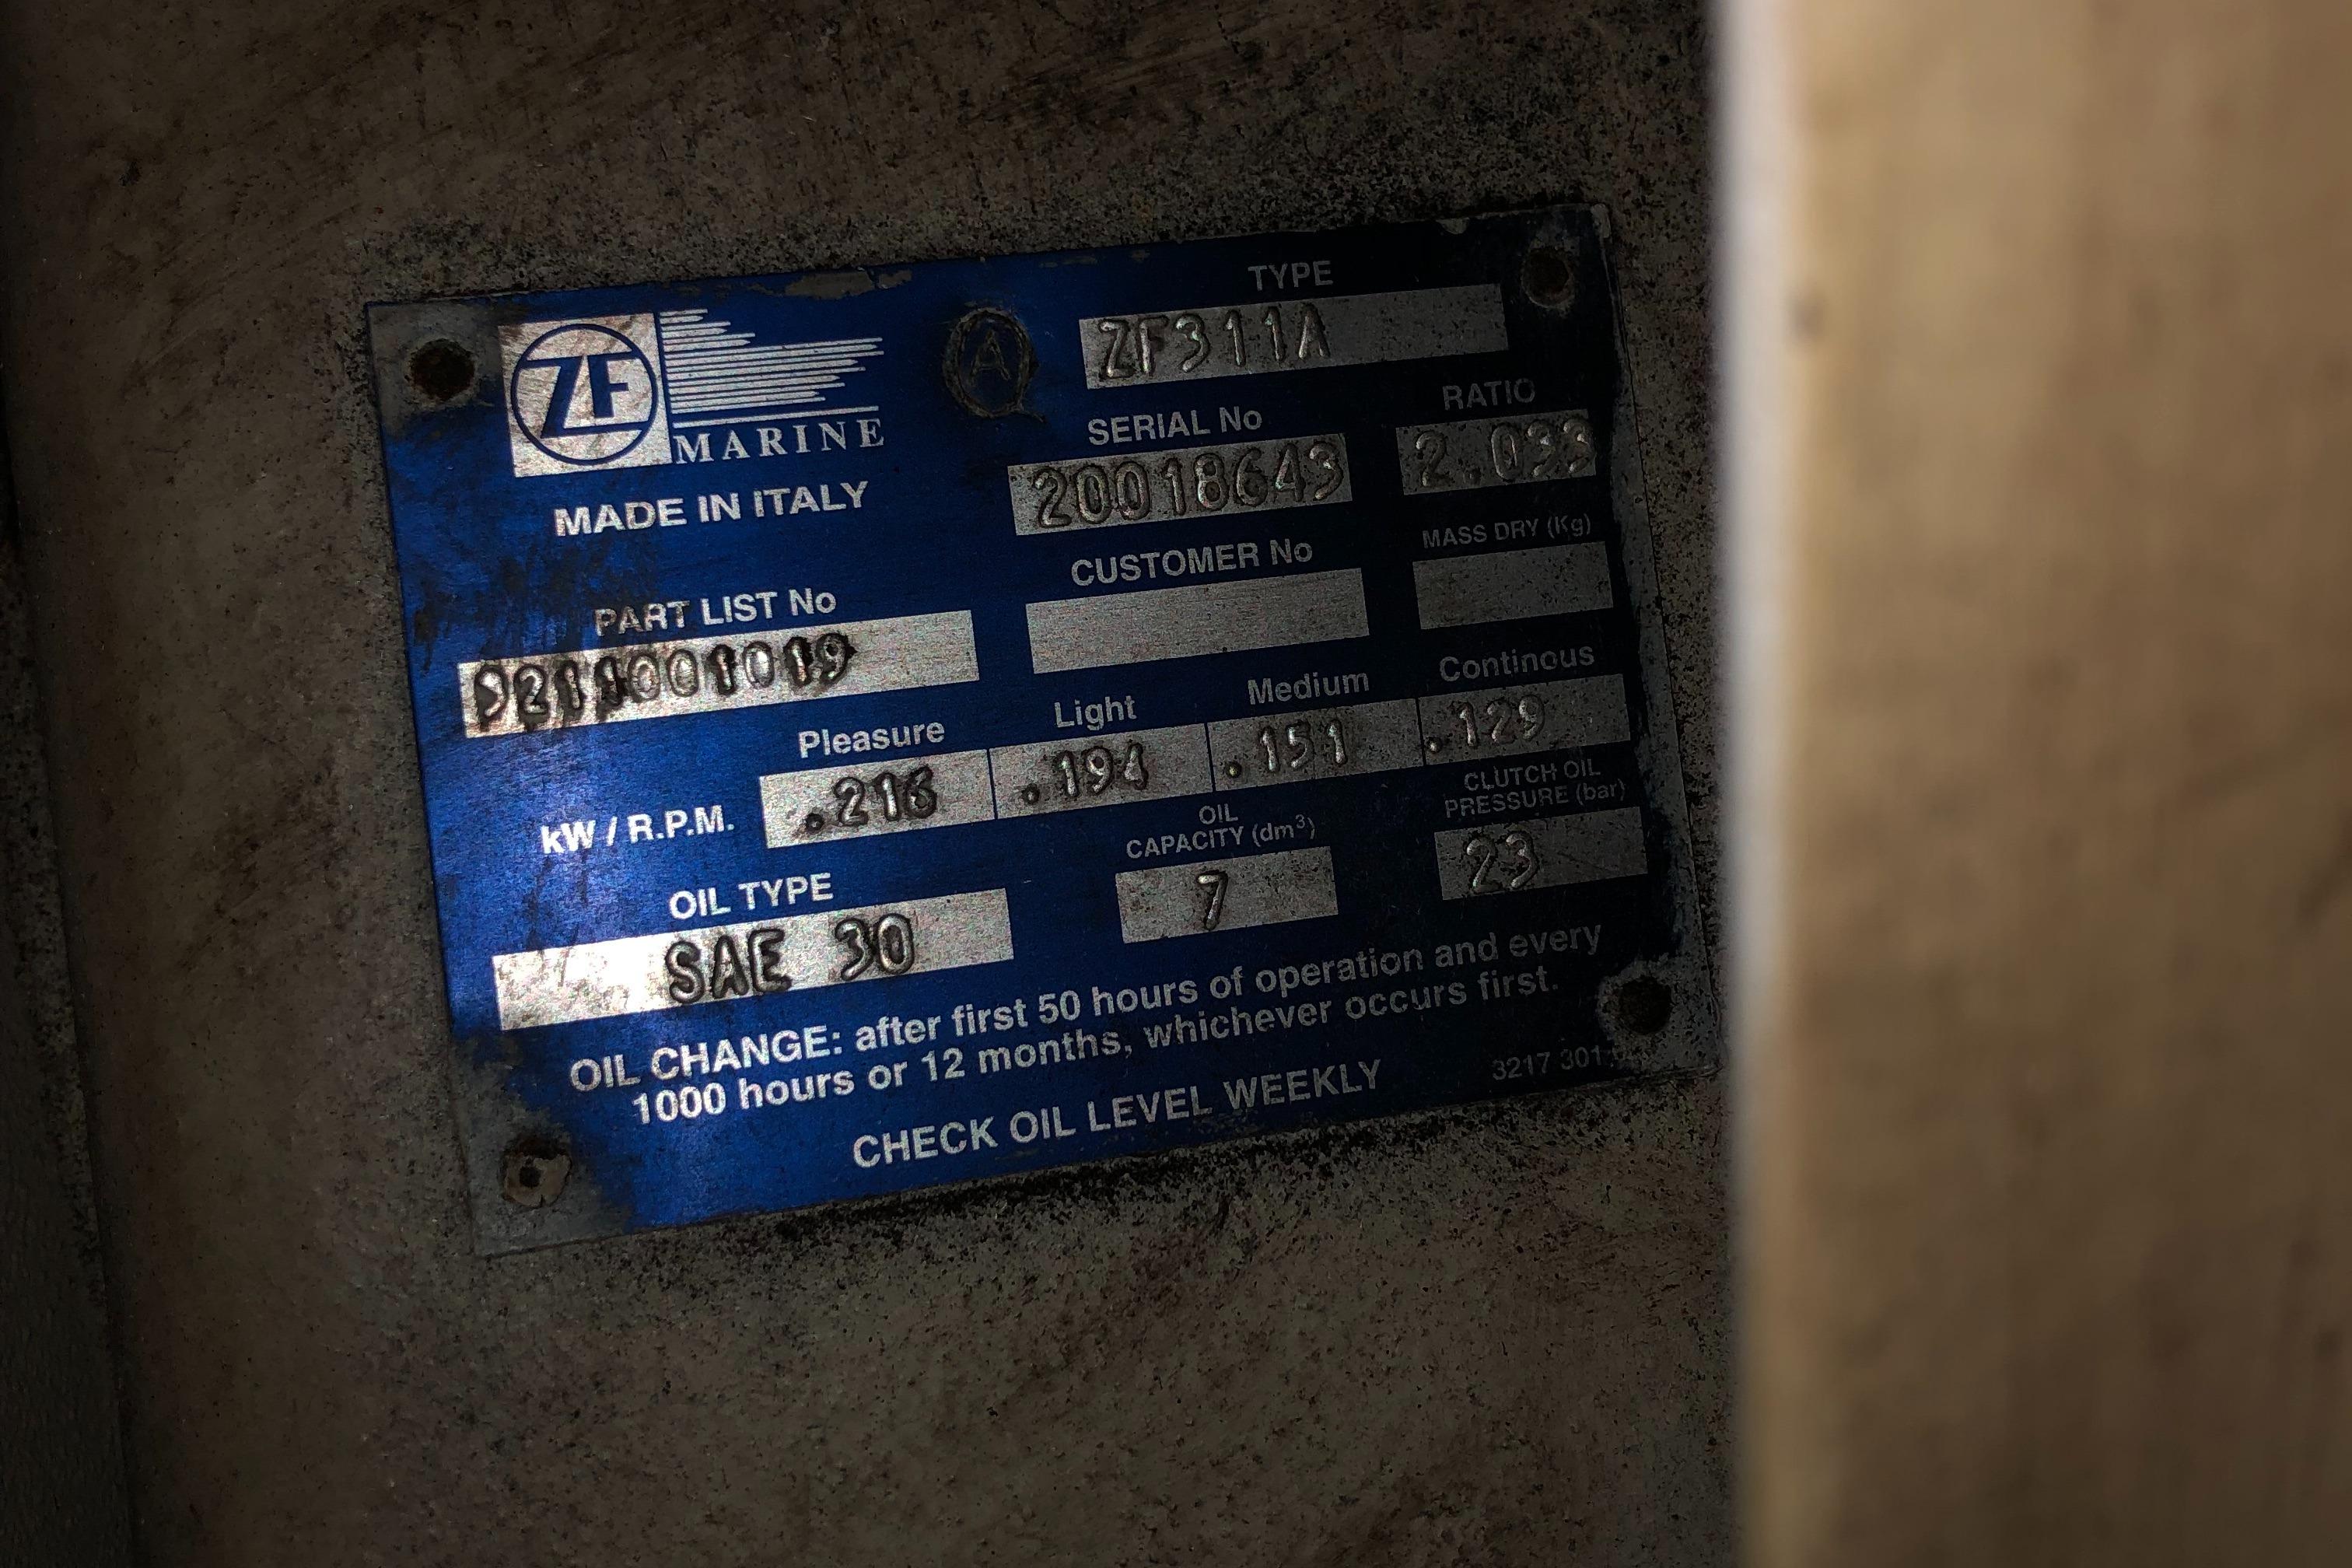 ZF
MARINE
MADE IN ITALY
A
TYPE
ZF311A
SERIAL No
RATIO
20018643
2.033
PART LIST No
CUSTOMER No
MASS DRY (Kg)
9211001019
Pleasure
Light
Medium
Continous
kW / R.P.M.
.216
.194
.151
.129
OIL TYPE
OIL
CAPACITY (dm³)
CLUTCH OIL
PRESSURE (bar)
SAE 30
7
23
OIL CHANGE: after first 50 hours of operation and every
1000 hours or 12 months, whichever occurs first.
CHECK OIL LEVEL WEEKLY
3217 301